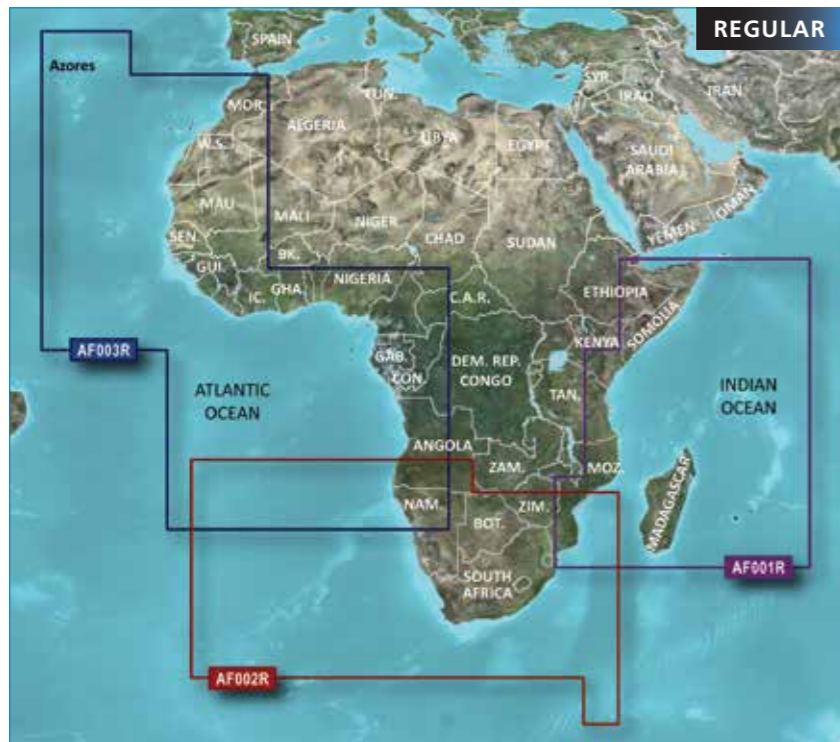 REGULAR
SPAIN
Azores
SYR.
IRAQ
IRAN
MOR.
TUN.
ALGERIA
LIBYA
EGYPT
W.S.
SAUDI
ARABIA
MAU
MALI
NIGER
CHAD
SUDAN
YEMEN
OMAN
SEN.
GUI.
BK.
IC.
GHA.
NIGERIA
C.A.R.
ETHIOPIA
SOMOLIA
KENYA
AF003R
GAB.
CON.
DEM. REP.
CONGO
TAN.
ATLANTIC
OCEAN
INDIAN
OCEAN
ANGOLA
ZAM.
MOZ.
NAM.
ZIM.
BOT.
MADAGASCAR
SOUTH
AFRICA
AF001R
AF002R